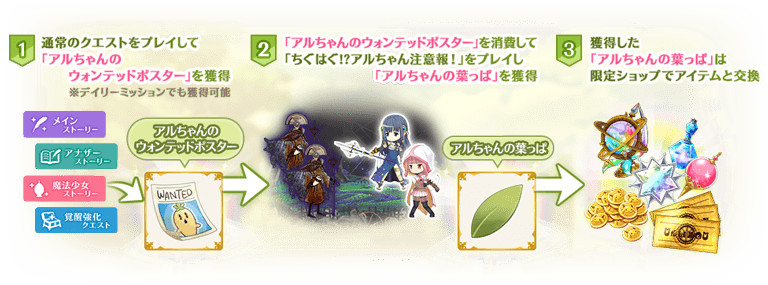 1
通常のクエストをプレイして
「アルちゃんの
ウォンテッドポスター」を獲得
※デイリーミッションでも獲得可能
メイン
ストーリー
アナザー
ストーリー
魔法少女
ストーリー
覚醒強化
クエスト
アルちゃんの
ウォンテッドポスター
WANTED
2
「アルちゃんのウォンテッドポスター」を消費して
「ちぐはぐ!?アルちゃん注意報!」をプレイし
「アルちゃんの葉っぱ」を獲得
アルちゃんの葉っぱ
3
獲得した
「アルちゃんの葉っぱ」は
限定ショップでアイテムと交換